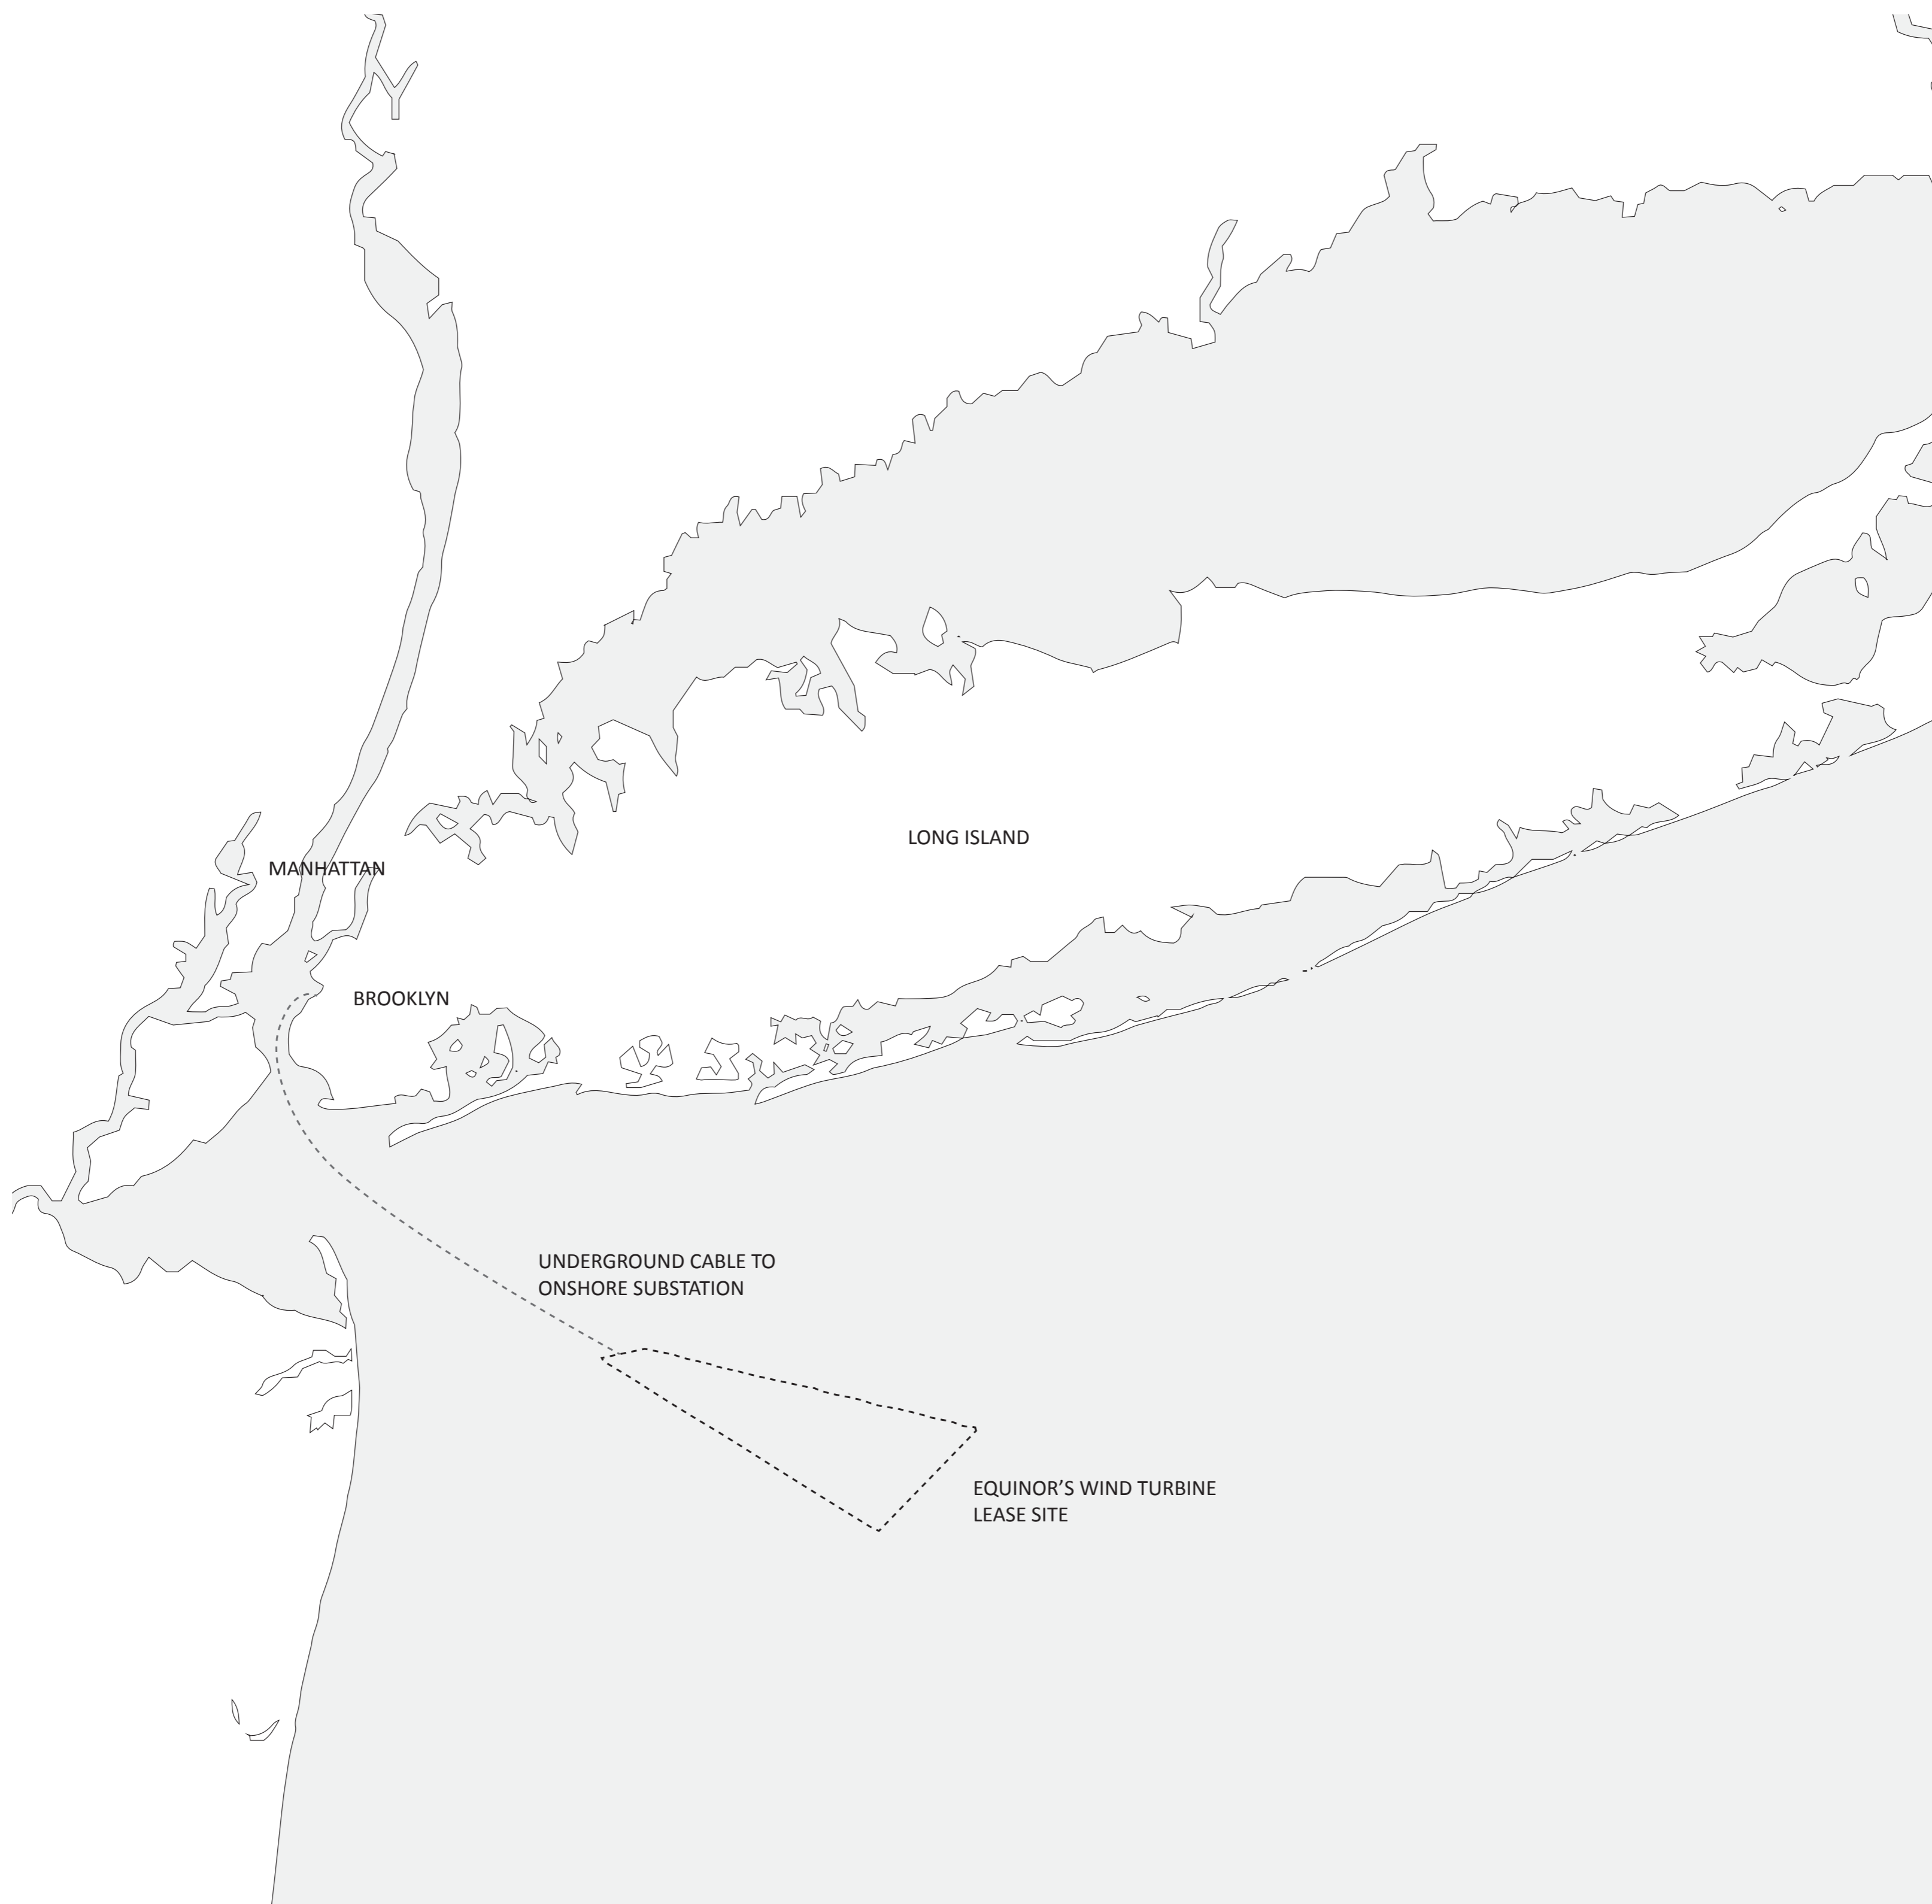 LONG ISLAND
MANHATTAN
BROOKLYN
UNDERGROUND CABLE TO
ONSHORE SUBSTATION
EQUINOR’S WIND TURBINE
LEASE SITE